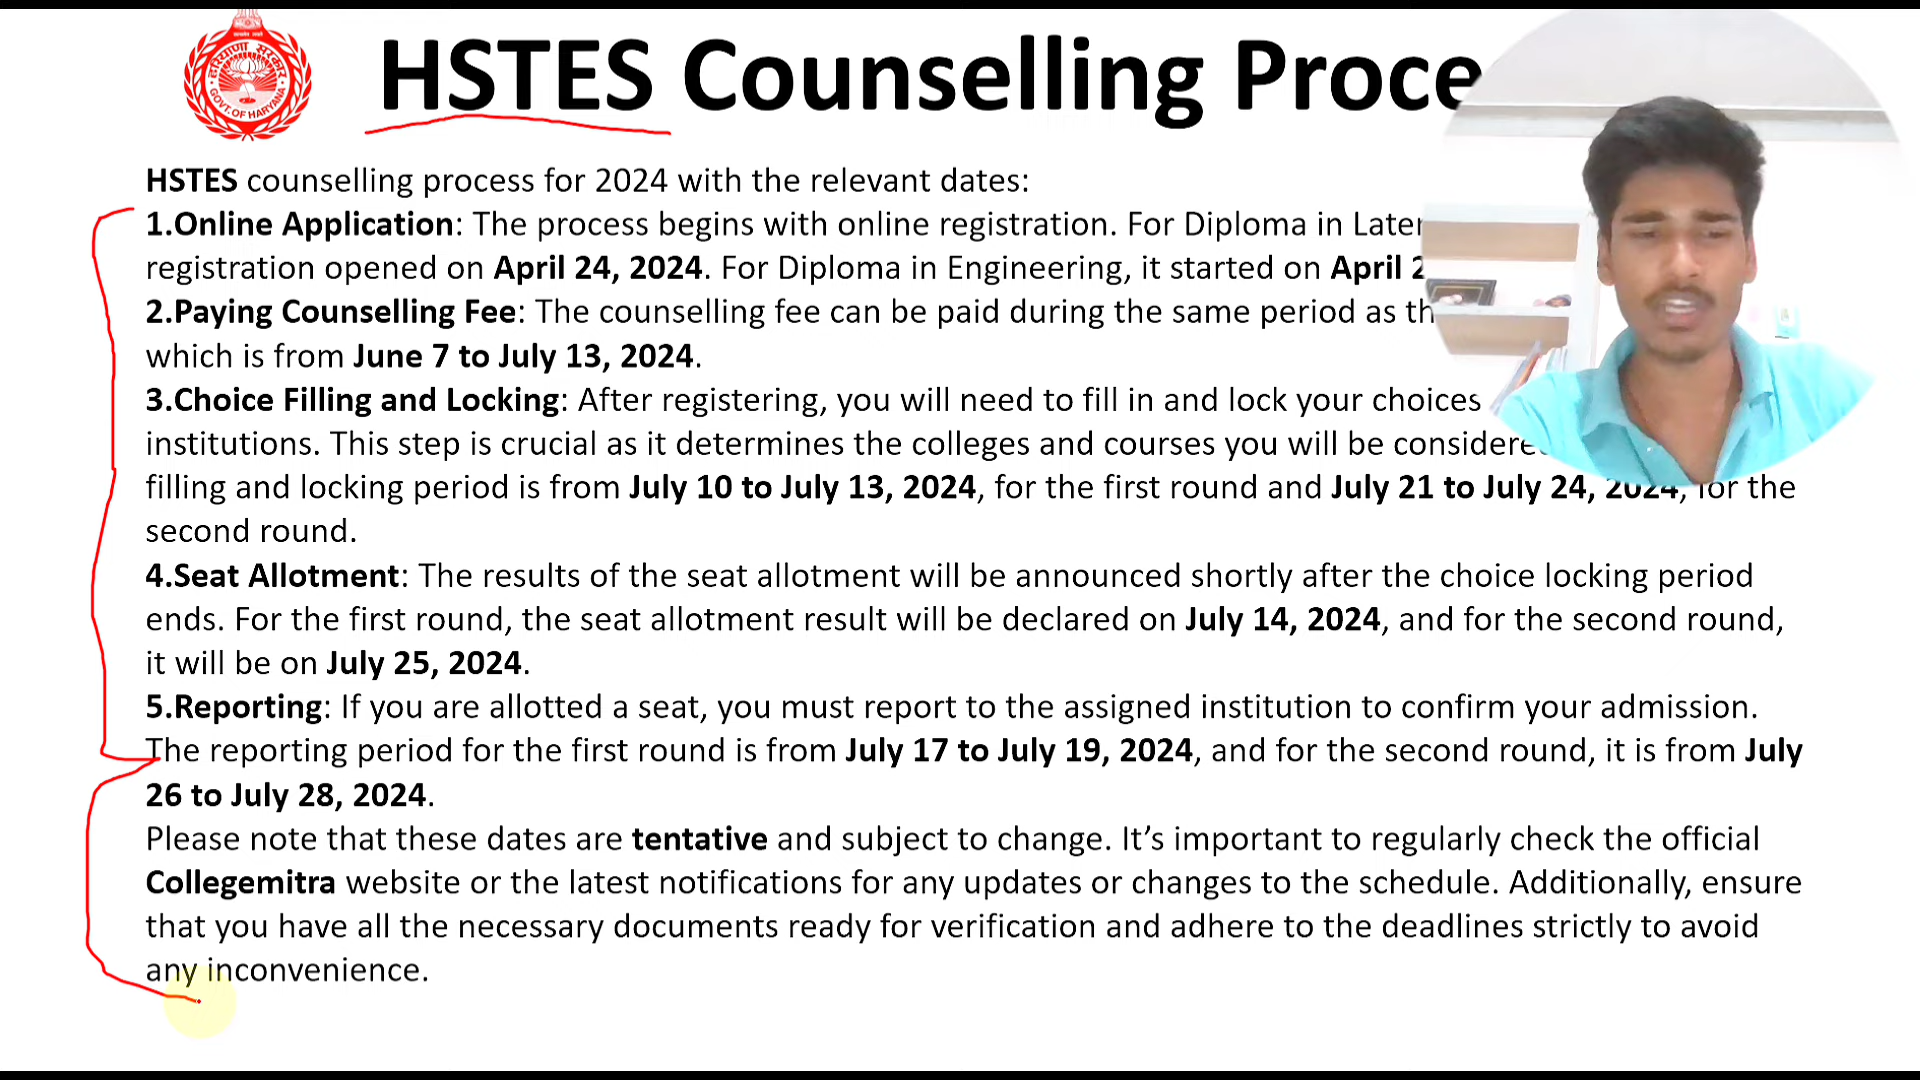 HSTES Counselling Proce
हरियाणा सरकार
GOVT. OF HARYANA
HSTES counselling process for 2024 with the relevant dates:
1.Online Application: The process begins with online registration. For Diploma in Later
registration opened on April 24, 2024. For Diploma in Engineering, it started on April 2
2.Paying Counselling Fee: The counselling fee can be paid during the same period as th
which is from June 7 to July 13, 2024.
3.Choice Filling and Locking: After registering, you will need to fill in and lock your choices
institutions. This step is crucial as it determines the colleges and courses you will be considere
filling and locking period is from July 10 to July 13, 2024, for the first round and July 21 to July 24, 2024, for the
second round.
4.Seat Allotment: The results of the seat allotment will be announced shortly after the choice locking period
ends. For the first round, the seat allotment result will be declared on July 14, 2024, and for the second round,
it will be on July 25, 2024.
5.Reporting: If you are allotted a seat, you must report to the assigned institution to confirm your admission.
The reporting period for the first round is from July 17 to July 19, 2024, and for the second round, it is from July
26 to July 28, 2024.
Please note that these dates are tentative and subject to change. It’s important to regularly check the official
Collegemitra website or the latest notifications for any updates or changes to the schedule. Additionally, ensure
that you have all the necessary documents ready for verification and adhere to the deadlines strictly to avoid
any inconvenience.